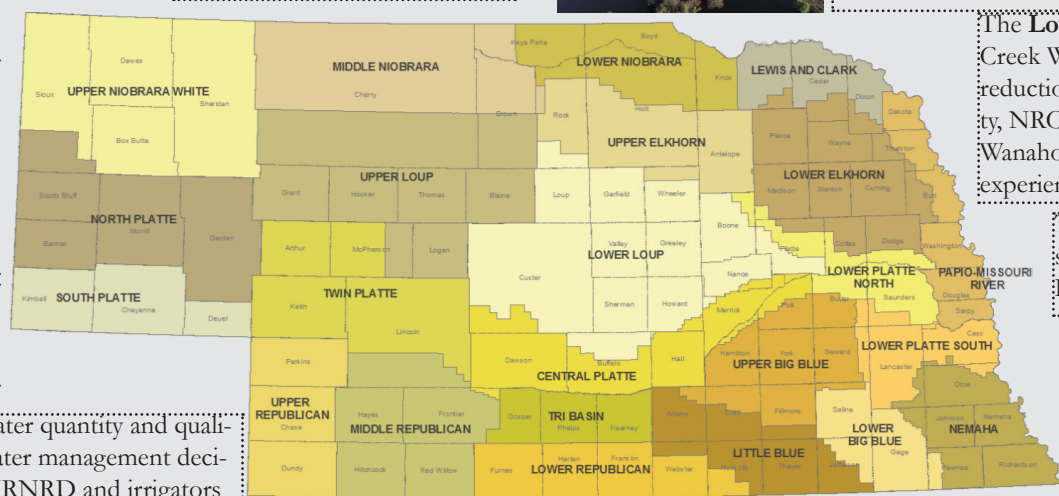 Keya Paha
Boyd
Dawes
MIDDLE NIOBRARA
LOWER NIOBRARA
LEWIS AND CLARK
Knox
Cedar
Dixon
Sioux
UPPER NIOBRARA WHITE
Sheridan
Cherry
Brown
Rock
Holt
Dakota
Box Butte
UPPER ELKHORN
Antelope
Pierce
Wayne
Thurston
UPPER LOUP
LOWER ELKHORN
Scotts Bluff
Grant
Hooker
Thomas
Blaine
Loup
Garfield
Wheeler
Madison
Stanton
Cuming
Burt
NORTH PLATTE
Morrill
Boone
Banner
Garden
Arthur
McPherson
Logan
Valley
Greeley
Platte
Colfax
Dodge
Washington
LOWER LOUP
Custer
Nance
LOWER PLATTE
NORTH
PAPIO-MISSOURI
RIVER
Kimball
SOUTH PLATTE
Cheyenne
Deuel
TWIN PLATTE
Keith
Lincoln
Sherman
Howard
Merrick
Polk
Butler
Saunders
Douglas
Sarpy
Cass
Perkins
Dawson
Buffalo
Hall
Hamilton
York
Seward
LOWER PLATTE SOUTH
CENTRAL PLATTE
UPPER BIG BLUE
Lancaster
Otoe
UPPER
REPUBLICAN
Chase
Hayes
Frontier
MIDDLE REPUBLICAN
Gosper
TRI BASIN
Phelps
Kearney
Adams
Clay
Fillmore
Saline
LOWER
BIG BLUE
Gage
Johnson
Nemaha
NEMAHA
Dundy
Hitchcock
Red Willow
Furnas
Harlan
Franklin
LOWER REPUBLICAN
Webster
LITTLE BLUE
Nuckolls
Thayer
Jefferson
Pawnee
Richardson
The Lo
Creek W
reductio
ty, NRC
Wanaho
experien
s
ater quantity and quali-
ater management deci-
RNRD and irrigators